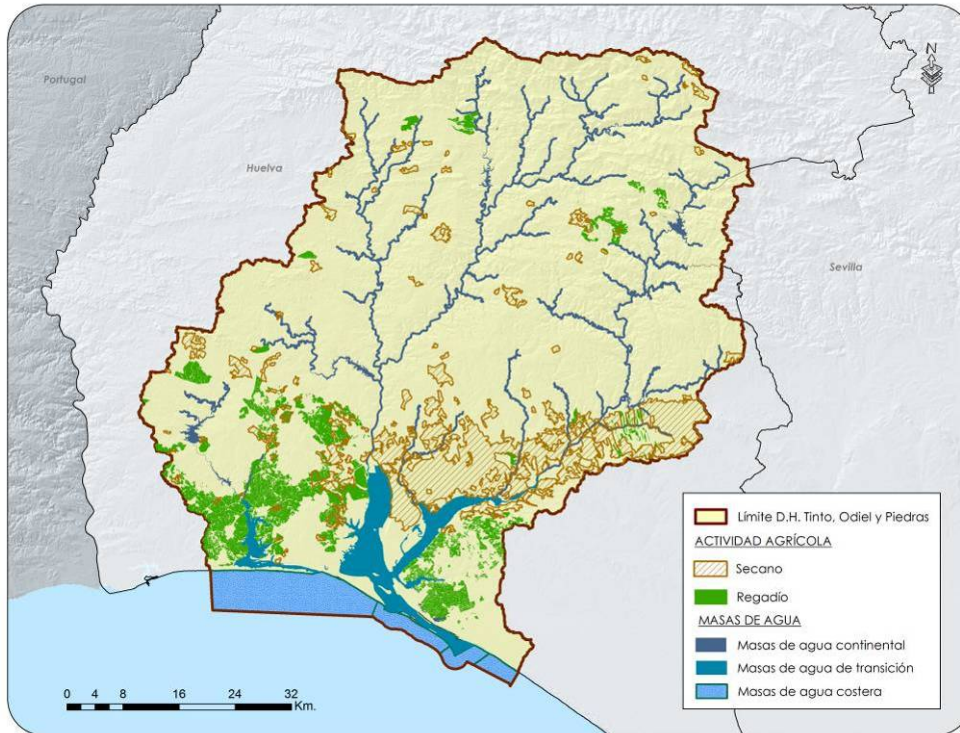 Portugal
N
Huelva
Sevilla
Límite D.H. Tinto, Odiel y Piedras
ACTIVIDAD AGRÍCOLA
Secano
Regadío
MASAS DE AGUA
Masas de agua continental
Masas de agua de transición
Masas de agua costera
0 4 8 16 24 32
Km.